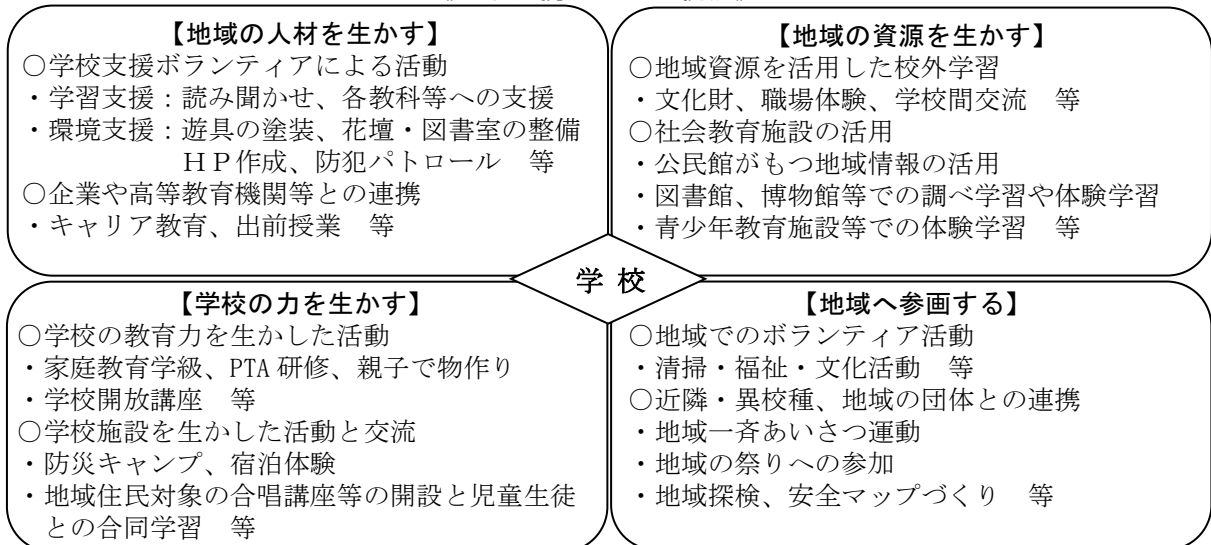 【地域の人材を生かす】
○学校支援ボランティアによる活動
・学習支援：読み聞かせ、各教科等への支援
・環境支援：遊具の塗装、花壇・図書室の整備
ＨＰ作成、防犯パトロール　等
○企業や高等教育機関等との連携
・キャリア教育、出前授業　等
【地域の資源を生かす】
○地域資源を活用した校外学習
・文化財、職場体験、学校間交流　等
○社会教育施設の活用
・公民館がもつ地域情報の活用
・図書館、博物館等での調べ学習や体験学習
・青少年教育施設等での体験学習　等
学 校
【学校の力を生かす】
○学校の教育力を生かした活動
・家庭教育学級、PTA 研修、親子で物作り
・学校開放講座　等
○学校施設を生かした活動と交流
・防災キャンプ、宿泊体験
・地域住民対象の合唱講座等の開設と児童生徒
との合同学習　等
【地域へ参画する】
○地域でのボランティア活動
・清掃・福祉・文化活動　等
○近隣・異校種、地域の団体との連携
・地域一斉あいさつ運動
・地域の祭りへの参加
・地域探検、安全マップづくり　等